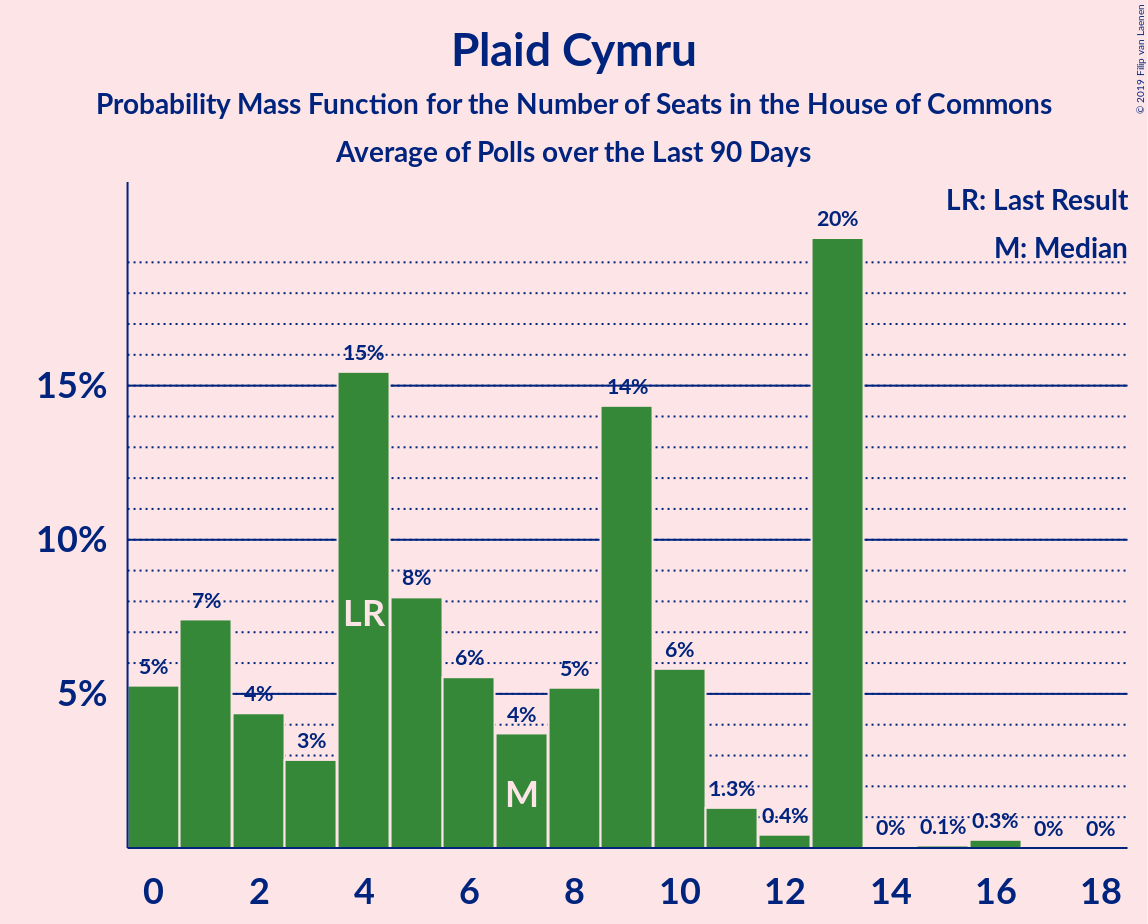 Plaid Cymru
Probability Mass Function for the Number of Seats in the House of Commons
Average of Polls over the Last 90 Days
© 2019 Filip van Laenen
LR: Last Result
M: Median
20%
15%
15%
14%
10%
8%
7%
LR
6%
6%
5%
5%
5%
4%
4%
3%
M
1.3%
0.4%
0%
0.1%
0.3%
0%
0%
0 2 4 6 8 10 12 14 16 18